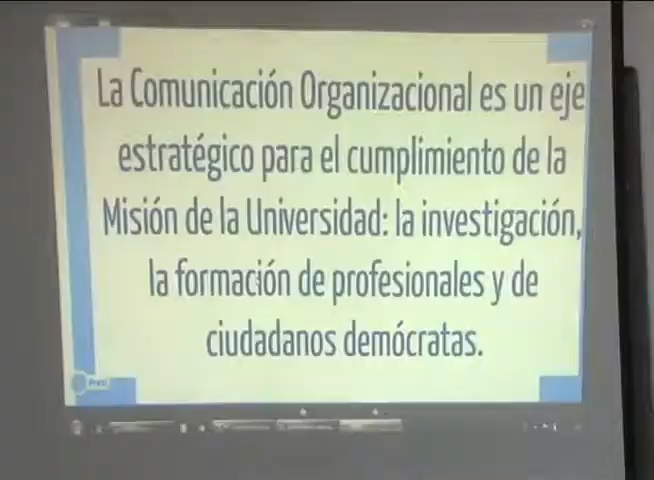 La Comunicación Organizacional es un eje
estratégico para el cumplimiento de la
Misión de la Universidad: la investigación,
la formación de profesionales y de
ciudadanos demócratas.
Prezi